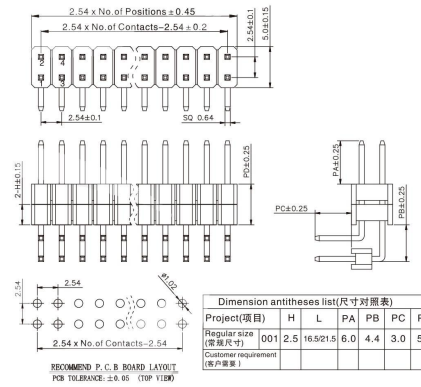 2.54 x No.of Positions±0.45
2.54 x No.of Contacts-2.54±0.2
2.54±0.1
5.0±0.15
2 4
1 3
2.54±0.1
SQ 0.64
2-H±0.15
PD±0.25
PA±0.25
PC±0.25
PB±0.25
2.54
2.54
ø1.02
2.54 x No.of Contacts-2.54
RECOMMEND P.C.B BOARD LAYOUT
PCB TOLERANCE:±0.05 (TOP VIEW)
Dimension antitheses list(尺寸对照表)
Project(项目) H L PA PB PC
Regular size (常规尺寸) 001 2.5 16.5/21.5 6.0 4.4 3.0
Customer requirement (客户需要)